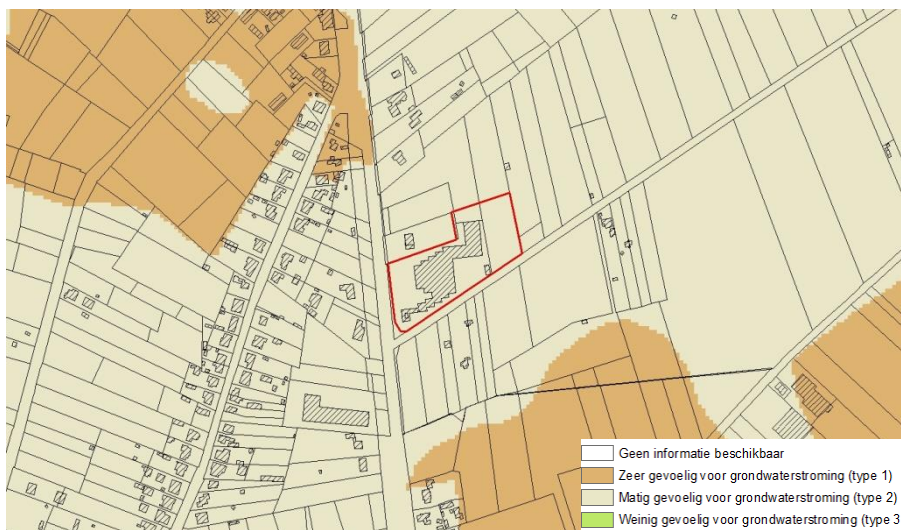 Geen informatie beschikbaar
Zeer gevoelig voor grondwaterstroming (type 1)
Matig gevoelig voor grondwaterstroming (type 2)
Weinig gevoelig voor grondwaterstroming (type 3